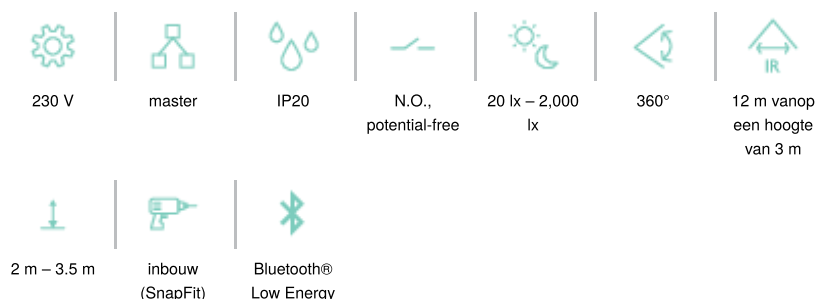 230 V
master
IP20
N.O.,
potential-free
20 lx – 2,000
lx
360°
IR
12 m vanop
een hoogte
van 3 m
2 m – 3.5 m
inbouw
(SnapFit)
Bluetooth®
Low Energy